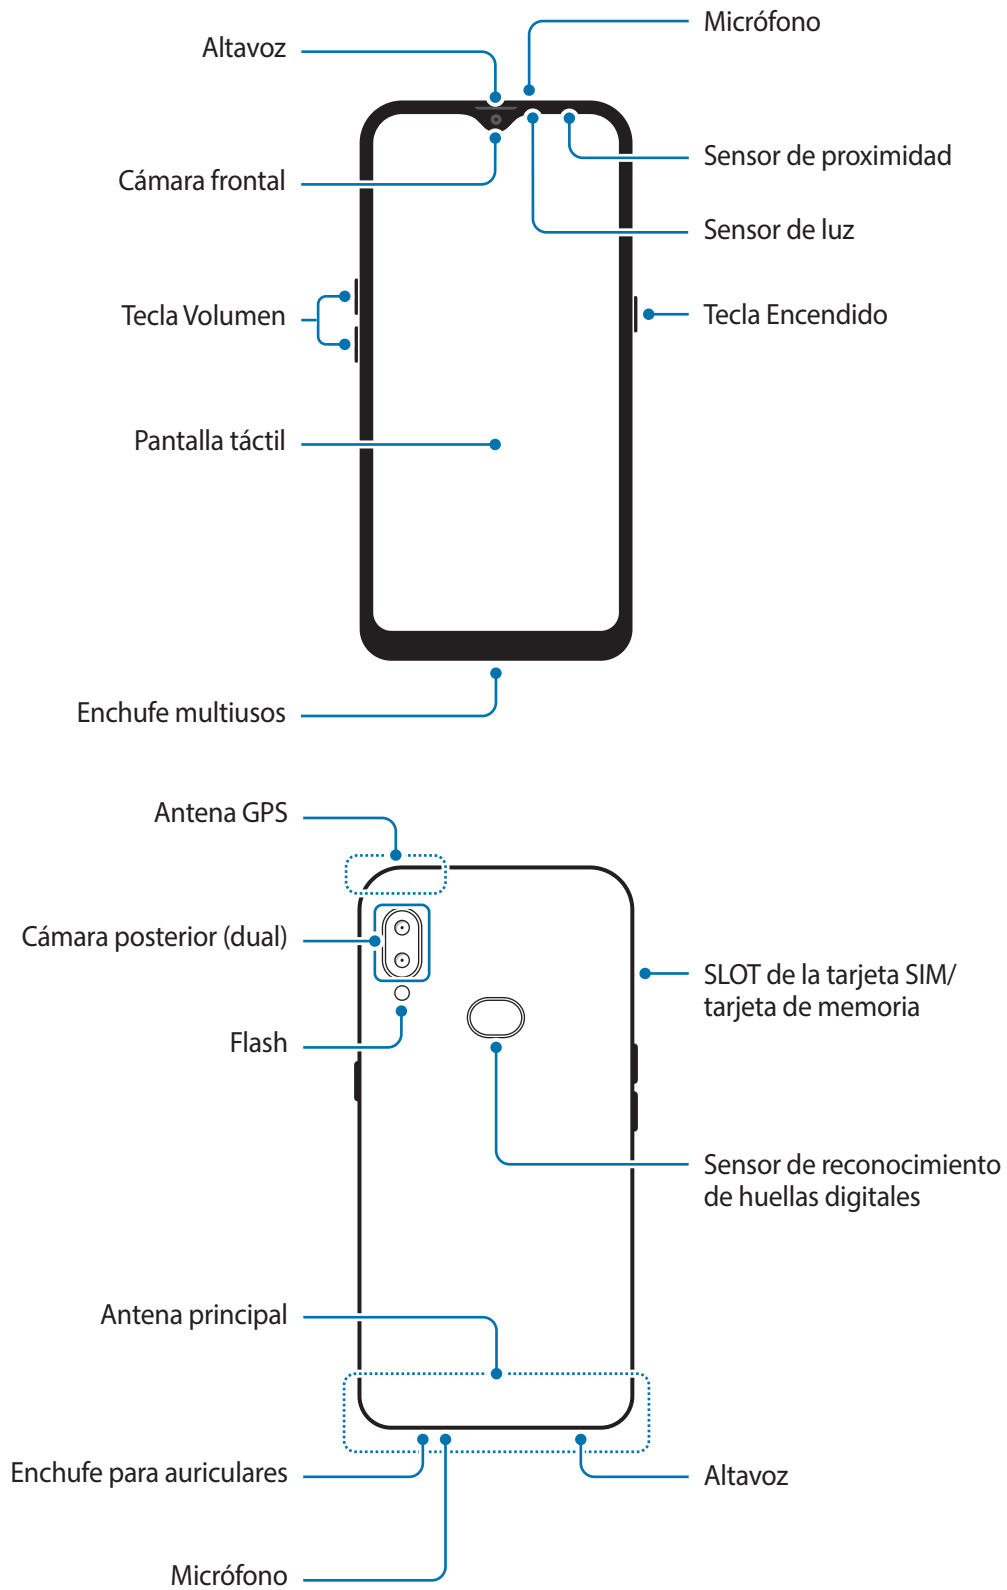 Micrófono
Altavoz
Sensor de proximidad
Cámara frontal
Sensor de luz
Tecla Volumen
Tecla Encendido
Pantalla táctil
Enchufe multiusos
Antena GPS
Cámara posterior (dual)
SLOT de la tarjeta SIM/
tarjeta de memoria
Flash
Sensor de reconocimiento
de huellas digitales
Antena principal
Enchufe para auriculares
Altavoz
Micrófono